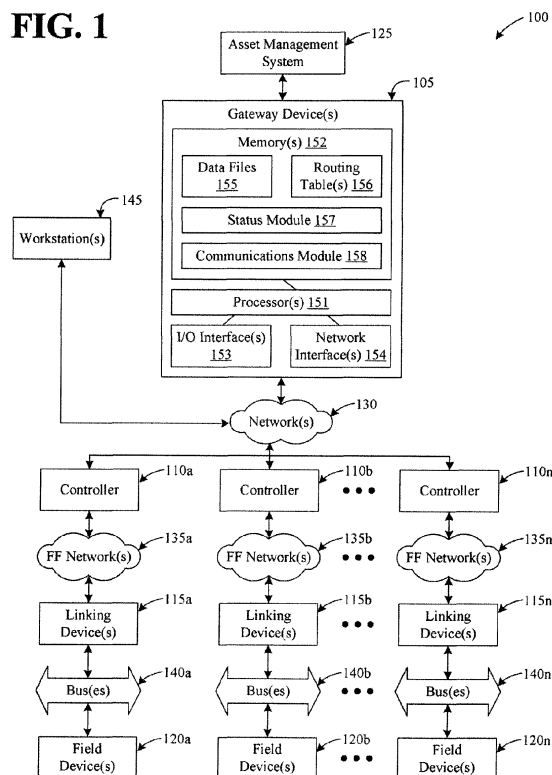 FIG. 1
100
Asset Management
System
125
105
Gateway Device(s)
Memory(s) 152
Data Files
155
Routing
Table(s) 156
Status Module 157
Communications Module 158
Processor(s) 151
I/O Interface(s)
153
Network
Interface(s) 154
145
Workstation(s)
Network(s)
130
Controller
110a
Controller
110b
Controller
110n
FF Network(s)
135a
FF Network(s)
135b
FF Network(s)
135n
Linking
Device(s)
115a
Linking
Device(s)
115b
Linking
Device(s)
115n
Bus(es)
140a
Bus(es)
140b
Bus(es)
140n
Field
Device(s)
120a
Field
Device(s)
120b
Field
Device(s)
120n